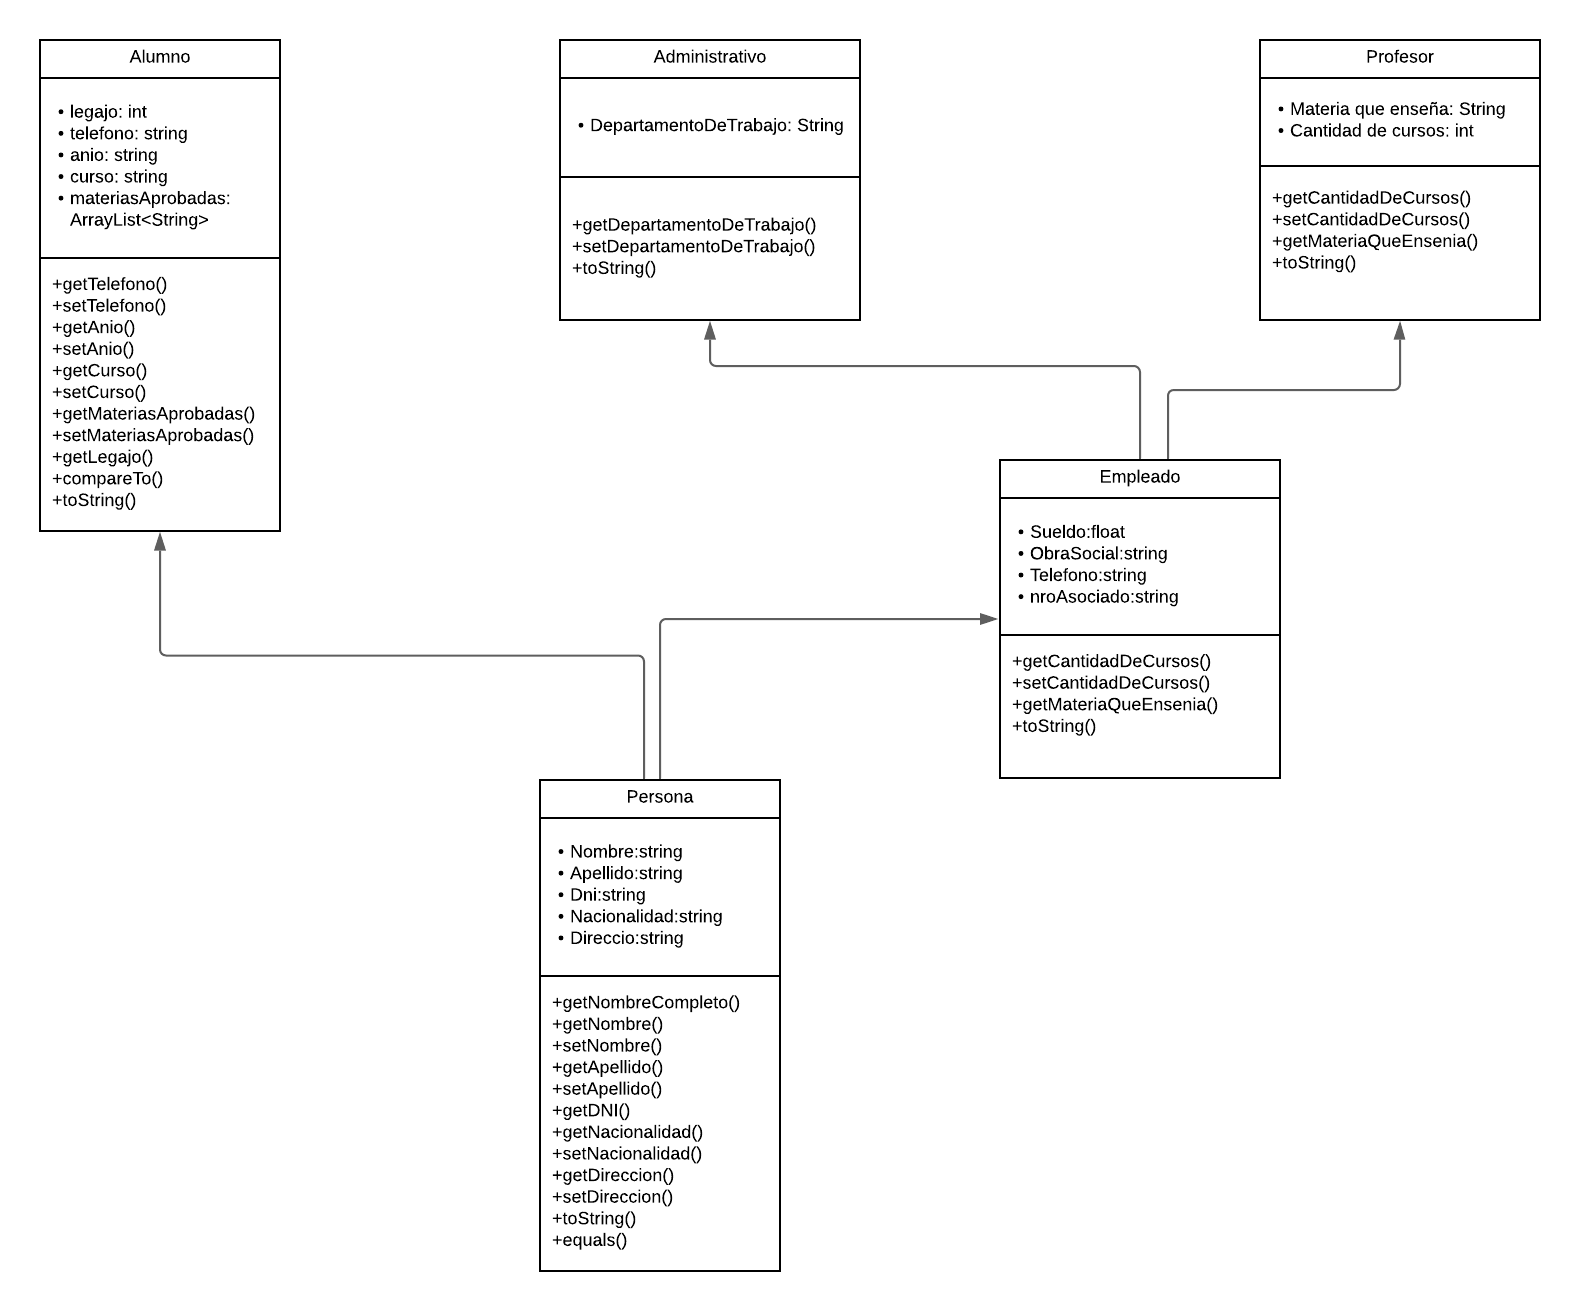 Alumno
• legajo: int
• telefono: string
• anio: string
• curso: string
• materiasAprobadas:
ArrayList<String>
+getTelefono()
+setTelefono()
+getAnio()
+setAnio()
+getCurso()
+setCurso()
+getMateriasAprobadas()
+setMateriasAprobadas()
+getLegajo()
+compareTo()
+toString()
Administrativo
• DepartamentoDeTrabajo: String
+getDepartamentoDeTrabajo()
+setDepartamentoDeTrabajo()
+toString()
Profesor
• Materia que enseña: String
• Cantidad de cursos: int
+getCantidadDeCursos()
+setCantidadDeCursos()
+getMateriaQueEnsenia()
+toString()
Empleado
• Sueldo:float
• ObraSocial:string
• Telefono:string
• nroAsociado:string
+getCantidadDeCursos()
+setCantidadDeCursos()
+getMateriaQueEnsenia()
+toString()
Persona
• Nombre:string
• Apellido:string
• Dni:string
• Nacionalidad:string
• Direccio:string
+getNombreCompleto()
+getNombre()
+setNombre()
+getApellido()
+setApellido()
+getDNI()
+getNacionalidad()
+setNacionalidad()
+getDireccion()
+setDireccion()
+toString()
+equals()